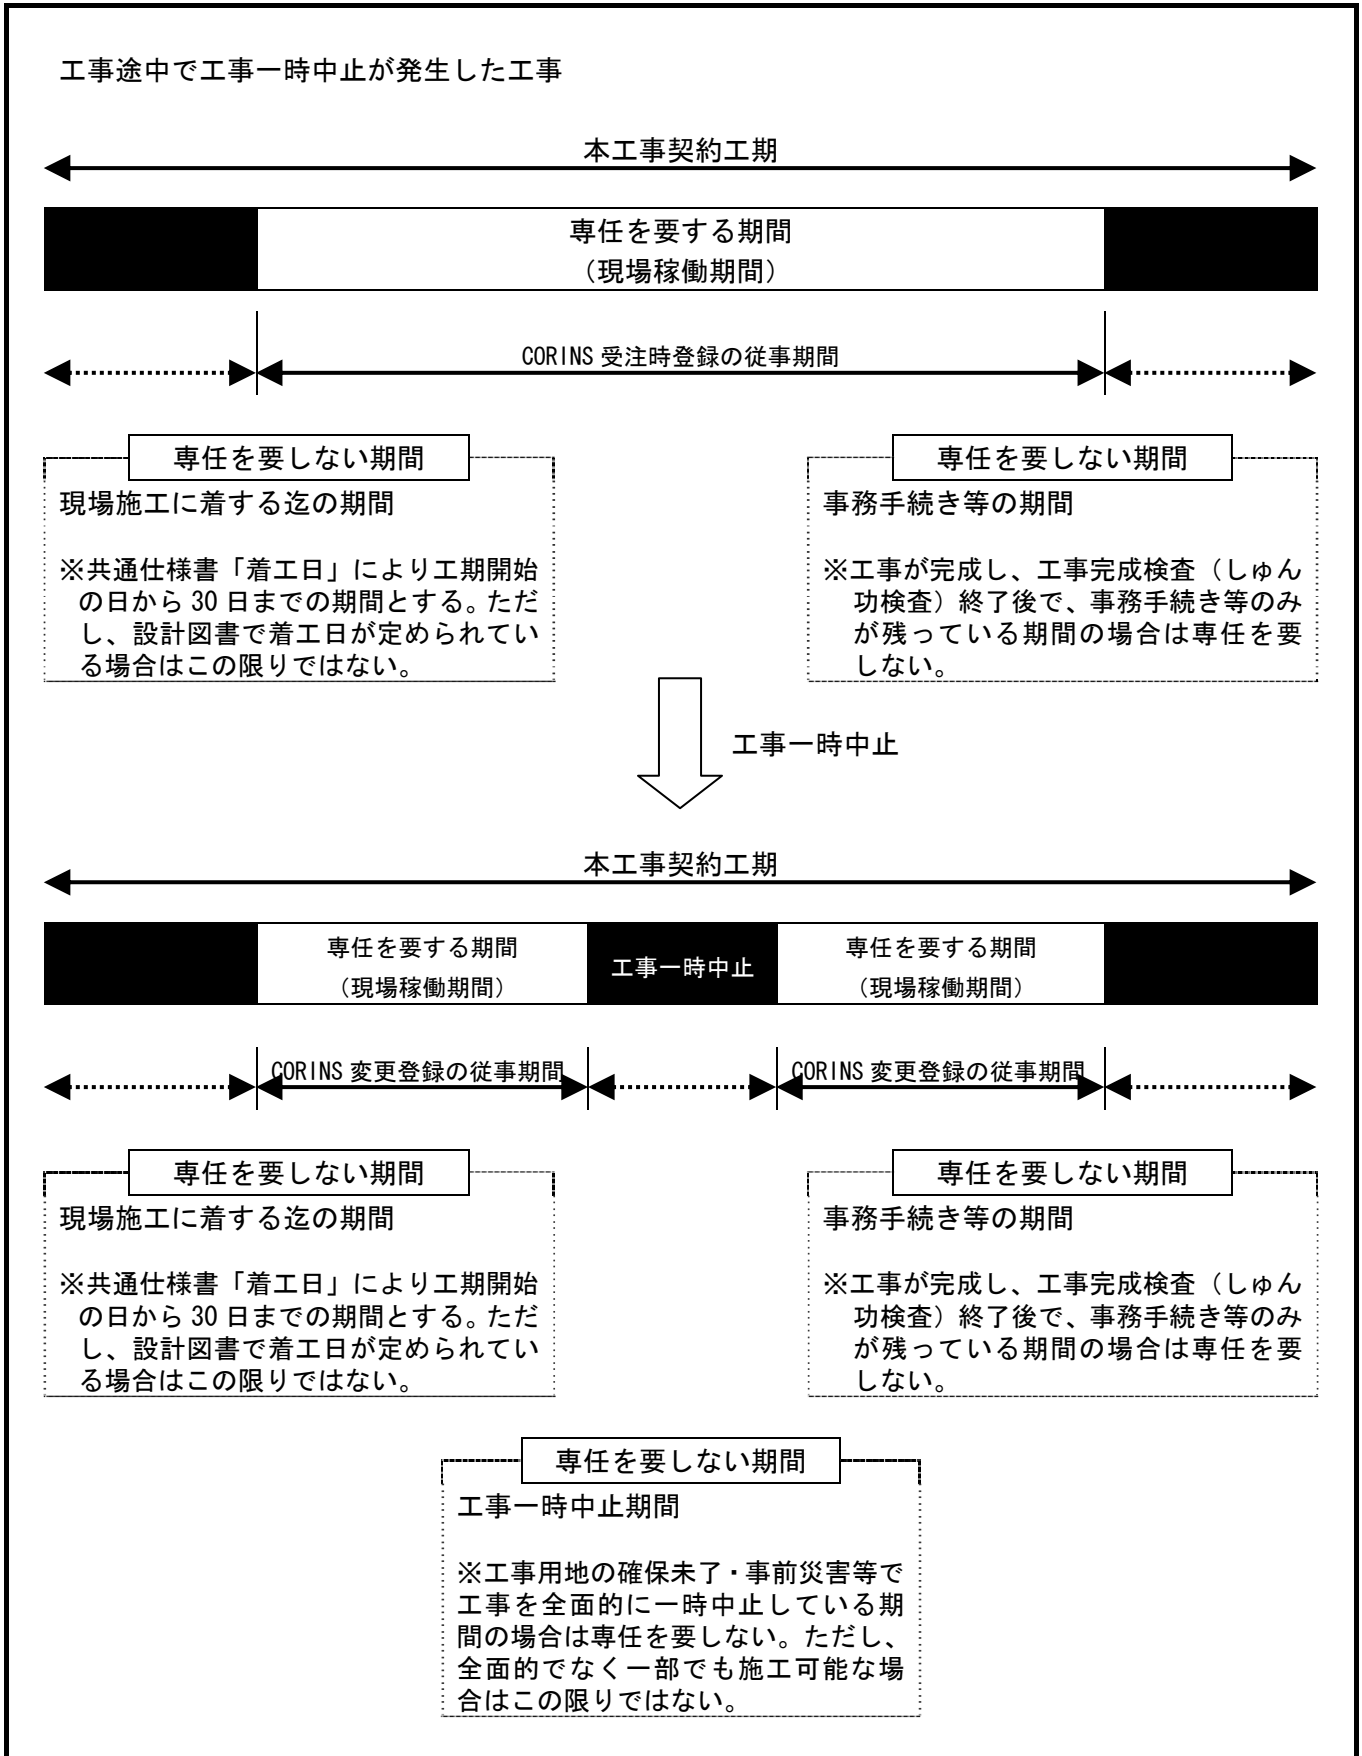 工事途中で工事一時中止が発生した工事
本工事契約工期
専任を要する期間
（現場稼働期間）
CORINS 受注時登録の従事期間
専任を要しない期間
現場施工に着する迄の期間
※共通仕様書「着工日」により工期開始
の日から 30 日までの期間とする。ただ
し、設計図書で着工日が定められてい
る場合はこの限りではない。
専任を要しない期間
事務手続き等の期間
※工事が完成し、工事完成検査（しゅん
功検査）終了後で、事務手続き等のみ
が残っている期間の場合は専任を要
しない。
工事一時中止
本工事契約工期
専任を要する期間
（現場稼働期間）
工事一時中止
専任を要する期間
（現場稼働期間）
CORINS 変更登録の従事期間
CORINS 変更登録の従事期間
専任を要しない期間
現場施工に着する迄の期間
※共通仕様書「着工日」により工期開始
の日から 30 日までの期間とする。ただ
し、設計図書で着工日が定められてい
る場合はこの限りではない。
専任を要しない期間
事務手続き等の期間
※工事が完成し、工事完成検査（しゅん
功検査）終了後で、事務手続き等のみ
が残っている期間の場合は専任を要
しない。
専任を要しない期間
工事一時中止期間
※工事用地の確保未了・事前災害等で
工事を全面的に一時中止している期
間の場合は専任を要しない。ただし、
全面的でなく一部でも施工可能な場
合はこの限りではない。